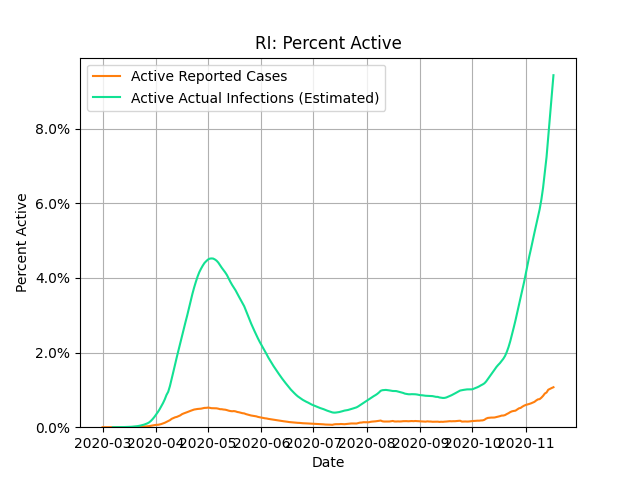 RI: Percent Active
Active Reported Cases
Active Actual Infections (Estimated)
8.0%
6.0%
4.0%
2.0%
0.0%
Percent Active
2020-03 2020-04 2020-05 2020-06 2020-07 2020-08 2020-09 2020-10 2020-11
Date